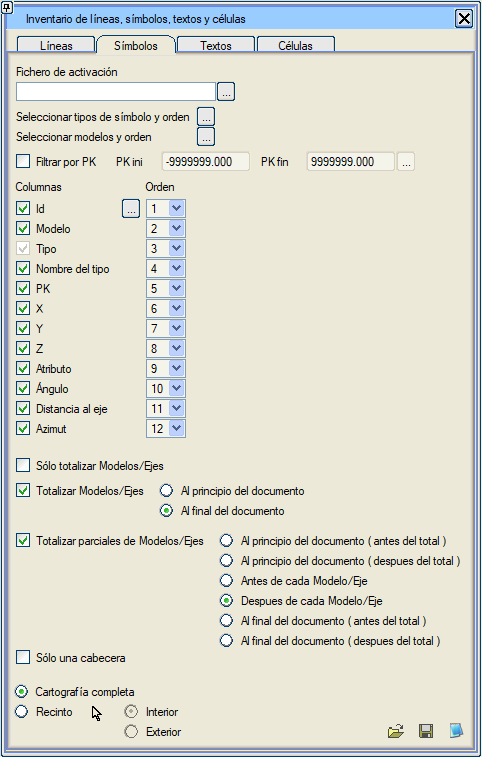 Inventario de líneas, símbolos, textos y células
Líneas Símbolos Textos Células
Fichero de activación
...
Seleccionar tipos de símbolo y orden ...
Seleccionar modelos y orden ...
Filtrar por PK PK ini -9999999.000 PK fin 9999999.000 ...
Columnas Orden
Id ... 1
Modelo 2
Tipo 3
Nombre del tipo 4
PK 5
X 6
Y 7
Z 8
Atributo 9
Ángulo 10
Distancia al eje 11
Azimut 12
Sólo totalizar Modelos/Ejes
Totalizar Modelos/Ejes Al principio del documento
Al final del documento
Totalizar parciales de Modelos/Ejes Al principio del documento ( antes del total )
Al principio del documento ( despues del total )
Antes de cada Modelo/Eje
Despues de cada Modelo/Eje
Al final del documento ( antes del total )
Al final del documento ( despues del total )
Sólo una cabecera
Cartografía completa
Recinto Interior
Exterior